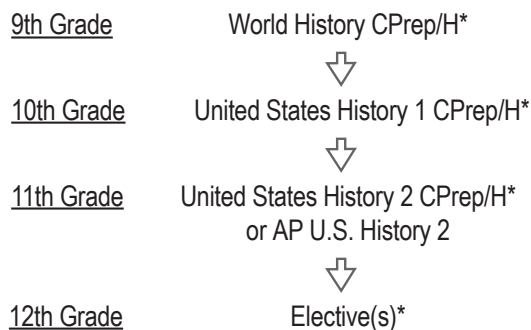 9th Grade World History CPrep/H*
10th Grade United States History 1 CPrep/H*
11th Grade United States History 2 CPrep/H*
or AP U.S. History 2
12th Grade Elective(s)*